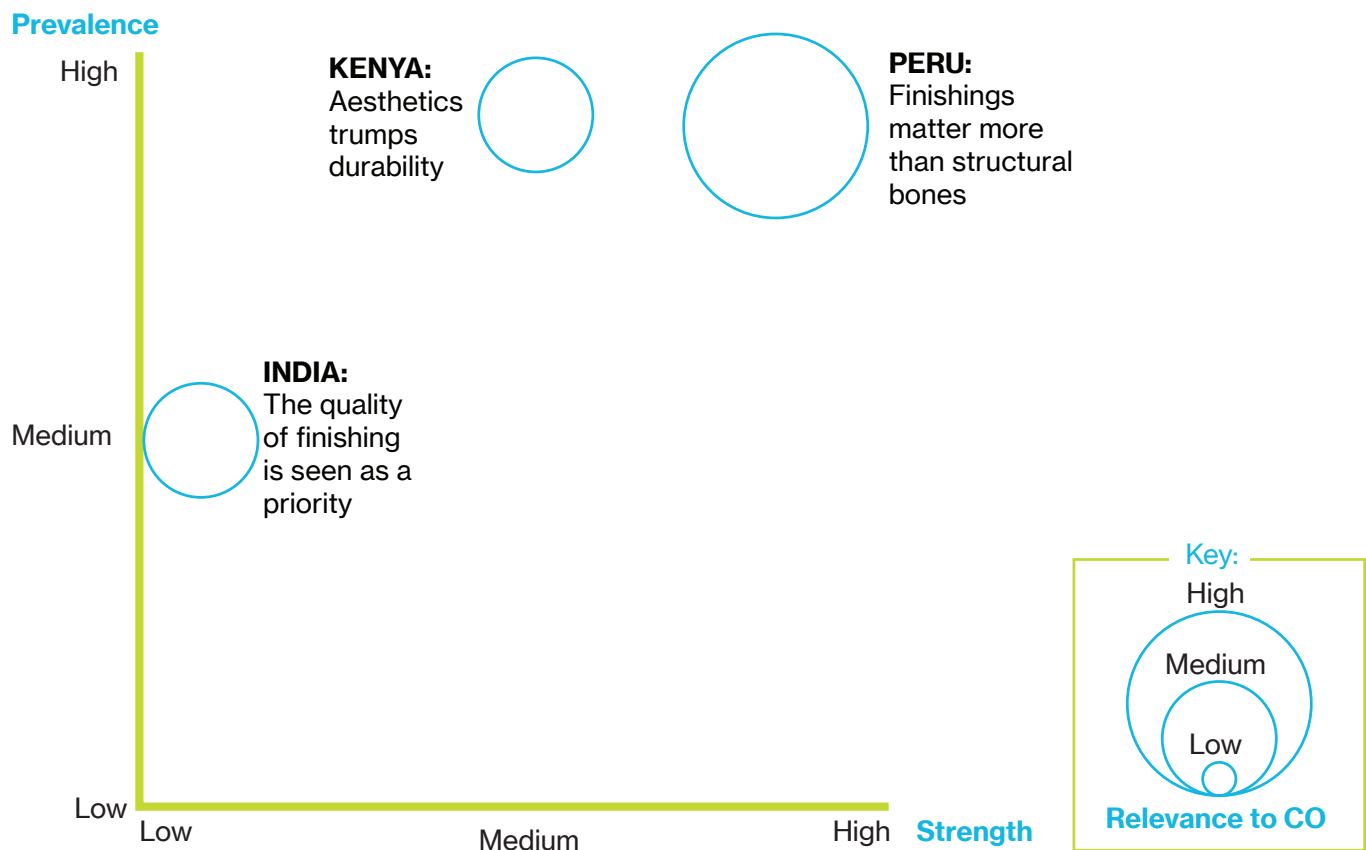 Prevalence
High
KENYA:
Aesthetics
trumps
durability
PERU:
Finishings
matter more
than structural
bones
INDIA:
The quality
of finishing
is seen as a
priority
Medium
Low
Low
Medium
High
Strength
Key:
High
Medium
Low
Relevance to CO